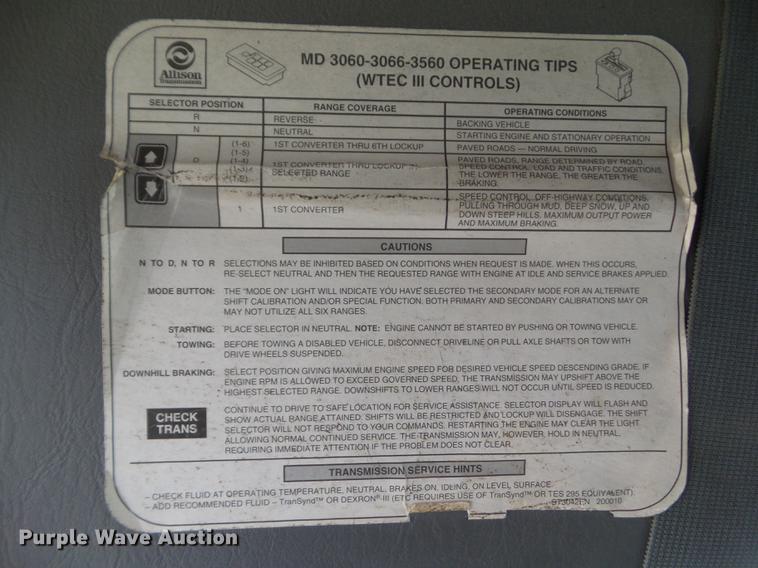 Allison
Transmission
MD 3060-3066-3560 OPERATING TIPS
(WTEC III CONTROLS)
SELECTOR POSITION RANGE COVERAGE OPERATING CONDITIONS
R REVERSE BACKING VEHICLE
N NEUTRAL STARTING ENGINE AND STATIONARY OPERATION
(1-6) 1ST CONVERTER THRU 6TH LOCKUP PAVED ROADS — NORMAL DRIVING
(1-5)
D (1-4) 1ST CONVERTER THRU LOCKUP IN PAVED ROADS, RANGE DETERMINED BY ROAD
(1-3) SELECTED RANGE SPEED CONTROL, LOAD AND TRAFFIC CONDITIONS.
(1-2) THE LOWER THE RANGE, THE GREATER THE
BRAKING.
1 1ST CONVERTER SPEED CONTROL, OFF-HIGHWAY CONDITIONS,
PULLING THROUGH MUD, DEEP SNOW, UP AND
DOWN STEEP HILLS, MAXIMUM OUTPUT POWER
AND MAXIMUM BRAKING.
CAUTIONS
N TO D, N TO R SELECTIONS MAY BE INHIBITED BASED ON CONDITIONS WHEN REQUEST IS MADE. WHEN THIS OCCURS,
RE-SELECT NEUTRAL AND THEN THE REQUESTED RANGE WITH ENGINE AT IDLE AND SERVICE BRAKES APPLIED.
MODE BUTTON: THE "MODE ON" LIGHT WILL INDICATE YOU HAVE SELECTED THE SECONDARY MODE FOR AN ALTERNATE
SHIFT CALIBRATION AND/OR SPECIAL FUNCTION. BOTH PRIMARY AND SECONDARY CALIBRATIONS MAY OR
MAY NOT UTILIZE ALL SIX RANGES.
STARTING: PLACE SELECTOR IN NEUTRAL. NOTE: ENGINE CANNOT BE STARTED BY PUSHING OR TOWING VEHICLE.
TOWING: BEFORE TOWING A DISABLED VEHICLE, DISCONNECT DRIVELINE OR PULL AXLE SHAFTS OR TOW WITH
DRIVE WHEELS SUSPENDED.
DOWNHILL BRAKING: SELECT POSITION GIVING MAXIMUM ENGINE SPEED FOR DESIRED VEHICLE SPEED DESCENDING GRADE. IF
ENGINE RPM IS ALLOWED TO EXCEED GOVERNED SPEED, THE TRANSMISSION MAY UPSHIFT ABOVE THE
HIGHEST SELECTED RANGE. DOWNSHIFTS TO LOWER RANGES WILL NOT OCCUR UNTIL SPEED IS REDUCED.
CHECK TRANS CONTINUE TO DRIVE TO SAFE LOCATION FOR SERVICE ASSISTANCE. SELECTOR DISPLAY WILL FLASH AND
SHOW ACTUAL RANGE ATTAINED. SHIFTS WILL BE RESTRICTED AND LOCKUP WILL DISENGAGE. THE SHIFT
SELECTOR WILL NOT RESPOND TO YOUR COMMANDS. RESTARTING THE ENGINE MAY CLEAR THE LIGHT
ALLOWING NORMAL CONTINUED SERVICE. THE TRANSMISSION MAY, HOWEVER, HOLD IN NEUTRAL,
REQUIRING IMMEDIATE ATTENTION IF THE PROBLEM DOES NOT CLEAR.
TRANSMISSION SERVICE HINTS
– CHECK FLUID AT OPERATING TEMPERATURE, NEUTRAL, BRAKES ON, IDLING, ON LEVEL SURFACE.
– ADD RECOMMENDED FLUID – TranSynd™ OR DEXRON®-III (ETC REQUIRES USE OF TranSynd™ OR TES 295 EQUIVALENT).
200010
Purple Wave Auction